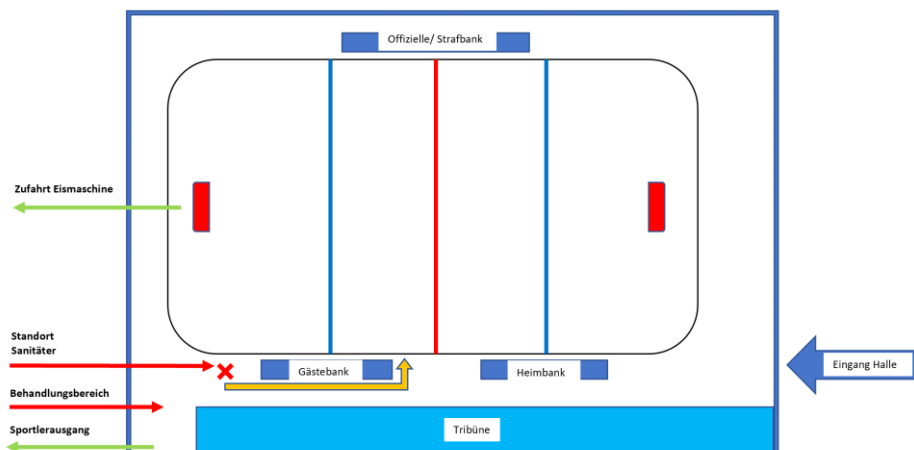 Offizielle/ Strafbank
Zufahrt Eismaschine
Standort
Sanitäter
Gästebank
Heimbank
Eingang Halle
Behandlungsbereich
Sportlerausgang
Tribüne